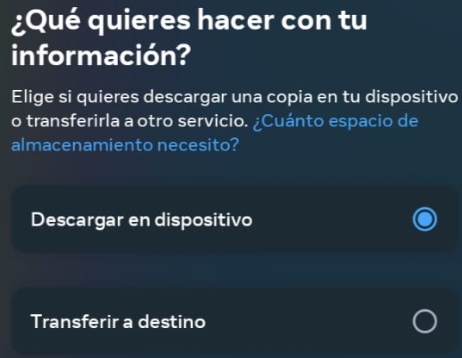 ¿Qué quieres hacer con tu
información?
Elige si quieres descargar una copia en tu dispositivo
o transferirla a otro servicio. ¿Cuánto espacio de
almacenamiento necesito?
Descargar en dispositivo
Transferir a destino